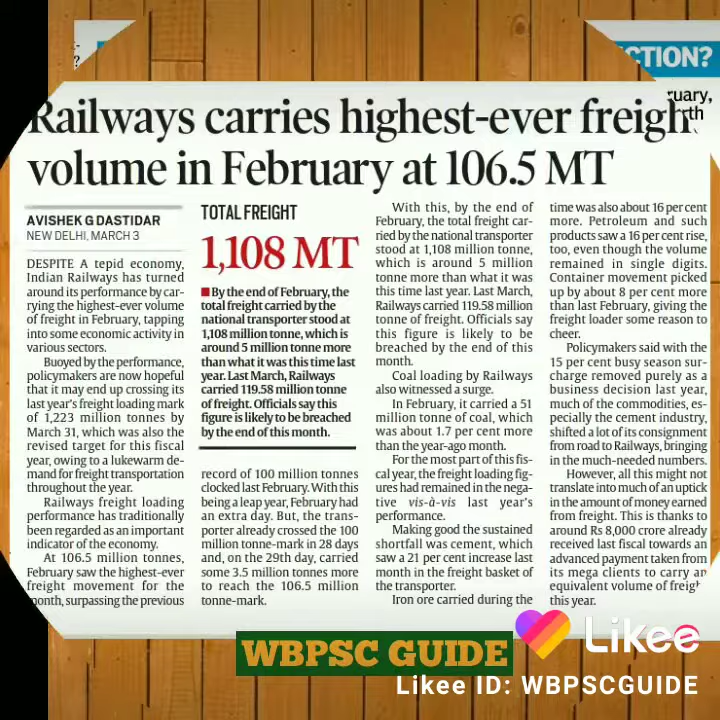 ?
CTION?
ruary,
rth
Railways carries highest-ever freigh
volume in February at 106.5 MT
AVISHEK G DASTIDAR
NEW DELHI, MARCH 3
DESPITE A tepid economy,
Indian Railways has turned
around its performance by car-
rying the highest-ever volume
of freight in February, tapping
into some economic activity in
various sectors.
Buoyed by the performance,
policymakers are now hopeful
that it may end up crossing its
last year's freight loading mark
of 1,223 million tonnes by
March 31, which was also the
revised target for this fiscal
year, owing to a lukewarm de-
mand for freight transportation
throughout the year.
Railways freight loading
performance has traditionally
been regarded as an important
indicator of the economy.
At 106.5 million tonnes,
February saw the highest-ever
freight movement for the
month, surpassing the previous
TOTAL FREIGHT
1,108 MT
By the end of February, the
total freight carried by the
national transporter stood at
1,108 million tonne, which is
around 5 million tonne more
than what it was this time last
year. Last March, Railways
carried 119.58 million tonne
of freight. Officials say this
figure is likely to be breached
by the end of this month.
record of 100 million tonnes
clocked last February. With this
being a leap year, February had
an extra day. But, the trans-
porter already crossed the 100
million tonne-mark in 28 days
and, on the 29th day, carried
some 3.5 million tonnes more
to reach the 106.5 million
tonne-mark.
With this, by the end of
February, the total freight car-
ried by the national transporter
stood at 1,108 million tonne,
which is around 5 million
tonne more than what it was
this time last year. Last March,
Railways carried 119.58 million
tonne of freight. Officials say
this figure is likely to be
breached by the end of this
month.
Coal loading by Railways
also witnessed a surge.
In February, it carried a 51
million tonne of coal, which
was about 1.7 per cent more
than the year-ago month.
For the most part of this fis-
cal year, the freight loading fig-
ures had remained in the nega-
tive vis-à-vis last year's
performance.
Making good the sustained
shortfall was cement, which
saw a 21 per cent increase last
month in the freight basket of
the transporter.
Iron ore carried during the
time was also about 16 per cent
more. Petroleum and such
products saw a 16 per cent rise,
too, even though the volume
remained in single digits.
Container movement picked
up by about 8 per cent more
than last February, giving the
freight loader some reason to
cheer.
Policymakers said with the
15 per cent busy season sur-
charge removed purely as a
business decision last year,
much of the commodities, es-
pecially the cement industry,
shifted a lot of its consignment
from road to Railways, bringing
in the much-needed numbers.
However, all this might not
translate into much of an uptick
in the amount of money earned
from freight. This is thanks to
around Rs 8,000 crore already
received last fiscal towards an
advanced payment taken from
its mega clients to carry an
equivalent volume of freigh
this year.
WBPSC GUIDE
Likee
Likee ID: WBPSCGUIDE